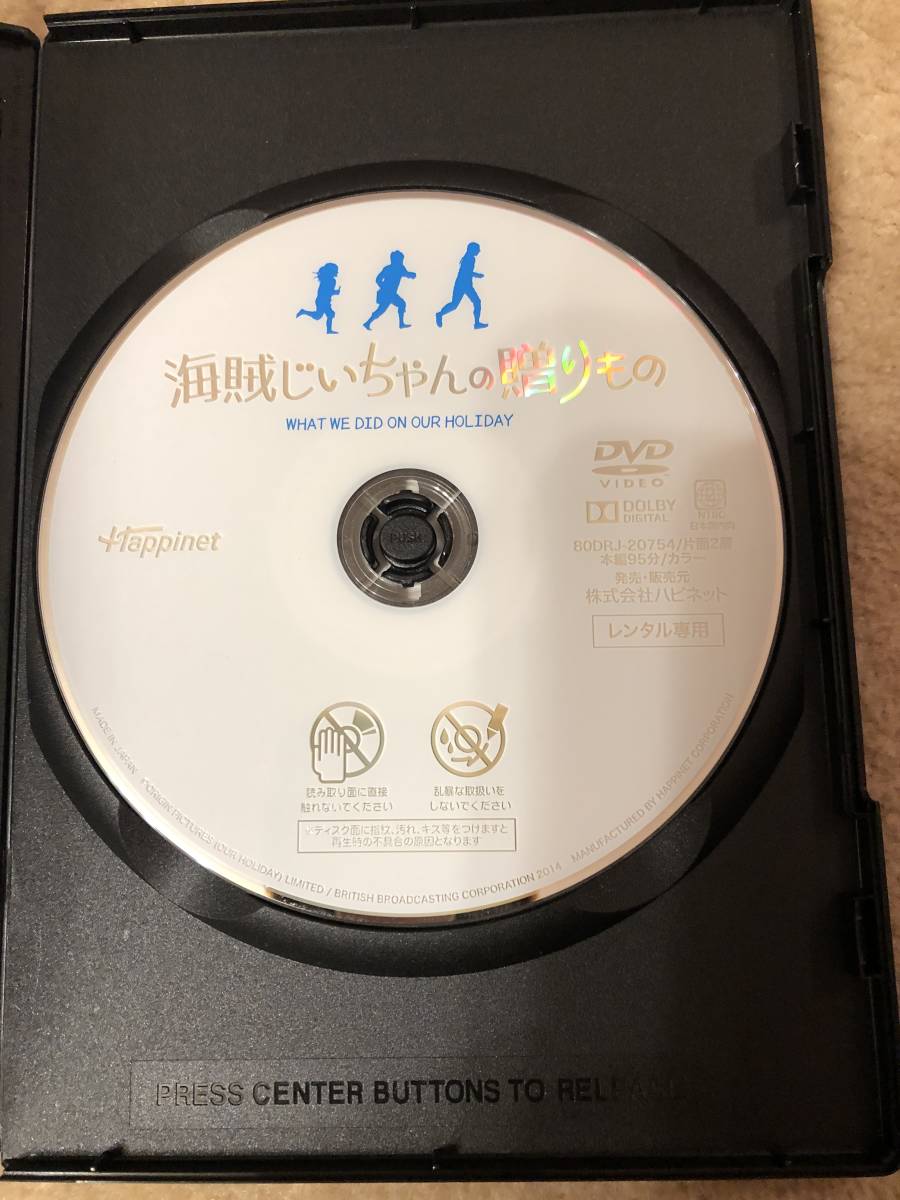 海賊じいちゃんの贈りもの
WHAT WE DID ON OUR HOLIDAY
DVD
VIDEO
DOLBY
DIGITAL
NTSC
日本国内向
Happinet
PUSH
80DRJ-20754/片面2層
本編95分/カラー
発売・販売元
株式会社ハピネット
レンタル専用
読み取り面に直接
触れないでください
乱暴な取扱いを
しないでください
※ディスク面に指紋、汚れ、キズ等をつけますと
再生時の不具合の原因となります
MADE IN JAPAN ©ORIGIN PICTURES (OUR HOLIDAY) LIMITED / BRITISH BROADCASTING CORPORATION 2014 MANUFACTURED BY HAPPINET CORPORATION
PRESS CENTER BUTTONS TO RELEASE